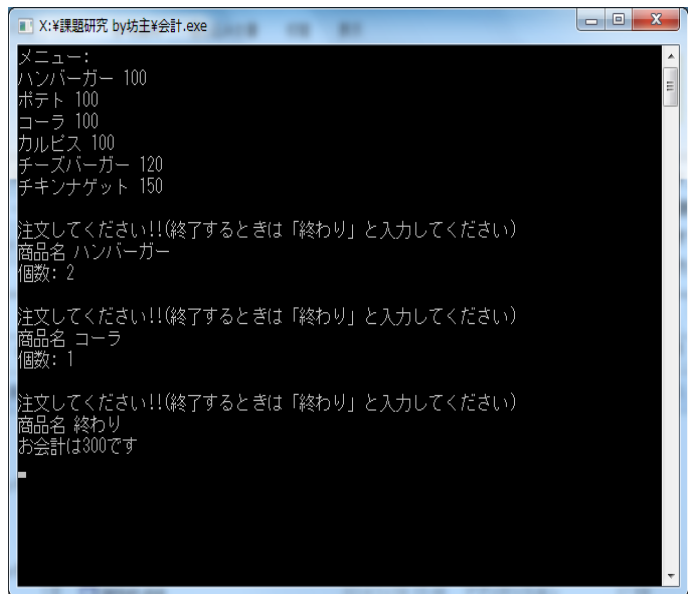 X:¥課題研究 by坊主¥会計.exe
メニュー:
ハンバーガー 100
ポテト 100
コーラ 100
カルピス 100
チーズバーガー 120
チキンナゲット 150
注文してください!!(終了するときは「終わり」と入力してください)
商品名 ハンバーガー
個数: 2
注文してください!!(終了するときは「終わり」と入力してください)
商品名 コーラ
個数: 1
注文してください!!(終了するときは「終わり」と入力してください)
商品名 終わり
お会計は300です